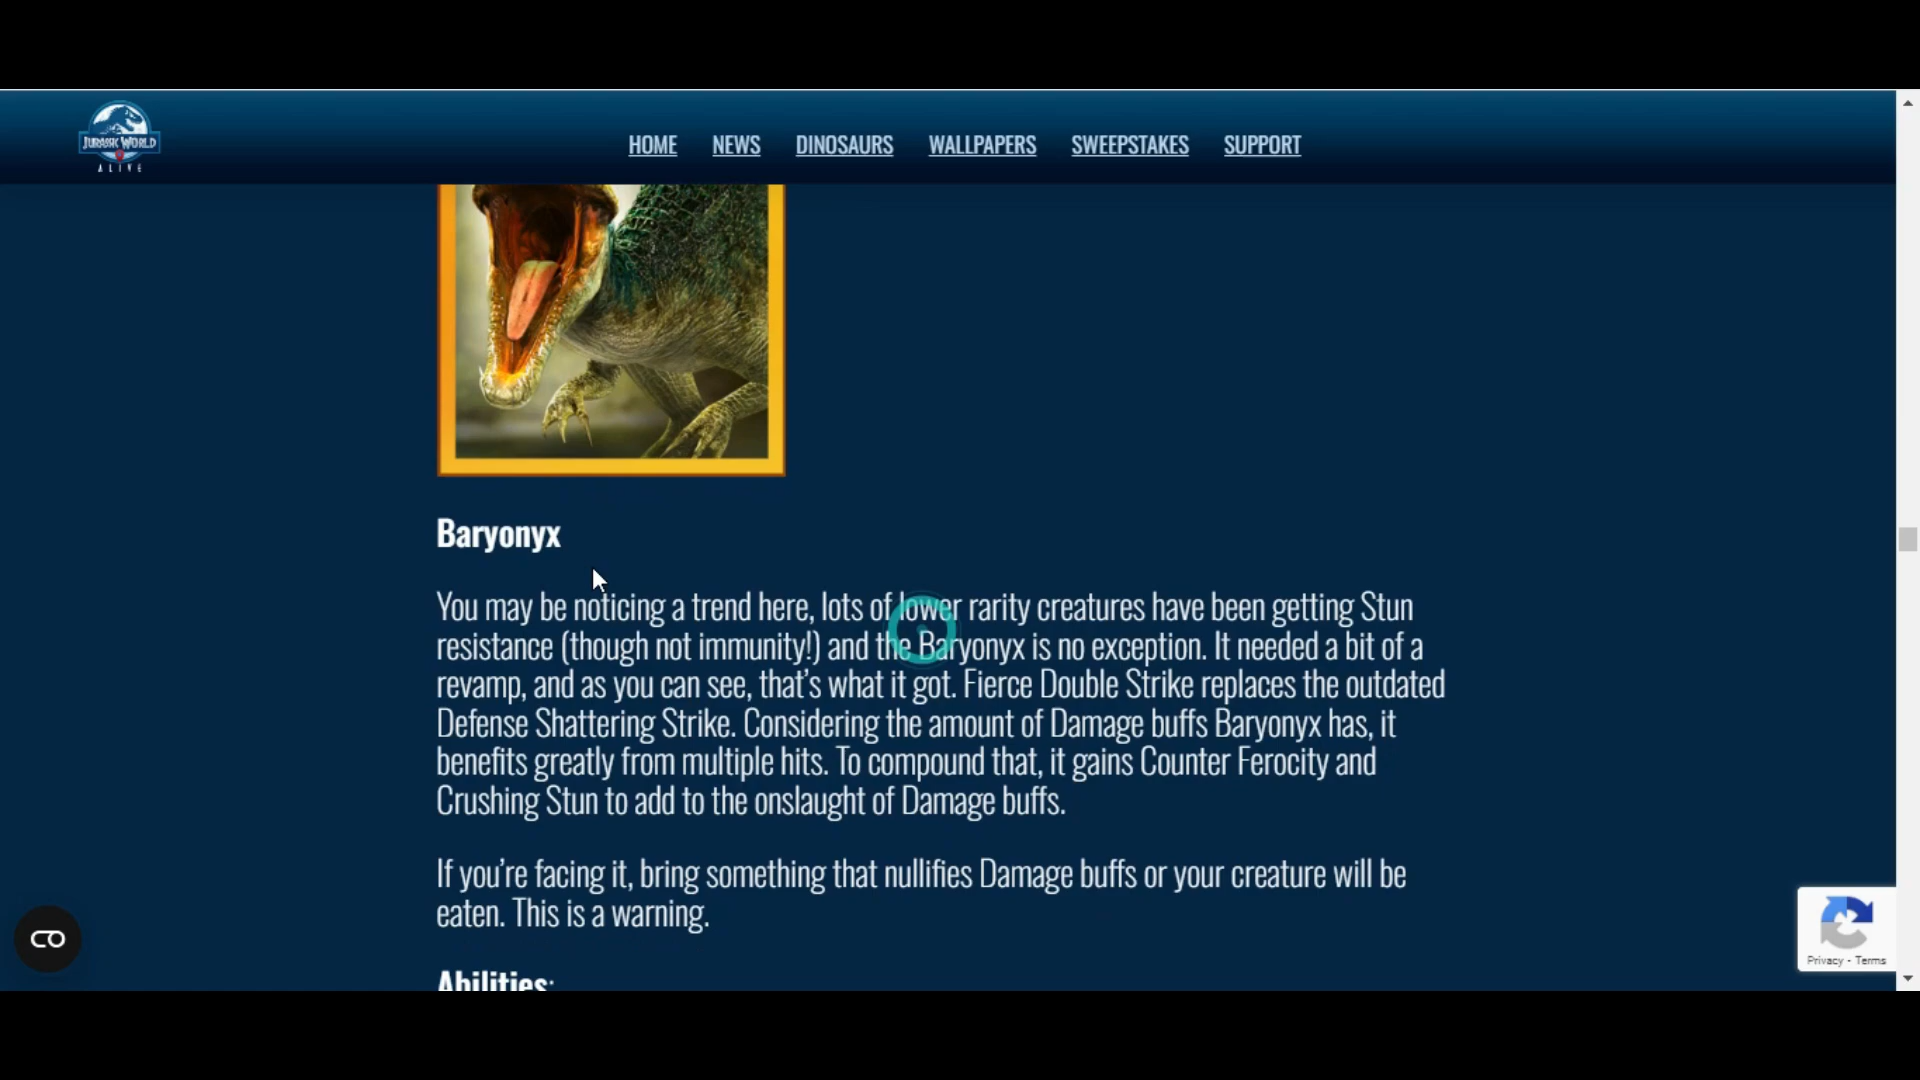 JURASSIC WORLD
ALIVE
HOME NEWS DINOSAURS WALLPAPERS SWEEPSTAKES SUPPORT
Baryonyx
You may be noticing a trend here, lots of lower rarity creatures have been getting Stun
resistance (though not immunity!) and the Baryonyx is no exception. It needed a bit of a
revamp, and as you can see, that’s what it got. Fierce Double Strike replaces the outdated
Defense Shattering Strike. Considering the amount of Damage buffs Baryonyx has, it
benefits greatly from multiple hits. To compound that, it gains Counter Ferocity and
Crushing Stun to add to the onslaught of Damage buffs.
If you’re facing it, bring something that nullifies Damage buffs or your creature will be
eaten. This is a warning.
Abilities:
Privacy - Terms